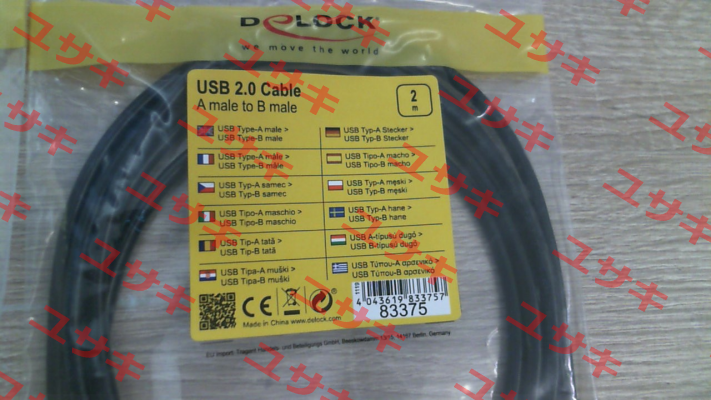 DeLOCK
we move the world
USB 2.0 Cable
A male to B male
2
m
USB Type-A male >
USB Type-B male
USB Typ-A Stecker >
USB Typ-B Stecker
USB Type-A mâle >
USB Type-B mâle
USB Tipo-A macho >
USB Tipo-B macho
USB Typ-A samec >
USB Typ-B samec
USB Typ-A męski >
USB Typ-B męski
USB Tipo-A maschio >
USB Tipo-B maschio
USB Typ-A hane >
USB Typ-B hane
USB Tip-A tată >
USB Tip-B tată
USB A-típusú dugó >
USB B-típusú dugó
USB Tipa-A muški >
USB Tipa-B muški
USB Τύπου-A αρσενικό >
USB Τύπου-B αρσενικό
CE
Made in China www.delock.com
1119
4 043619 833757
83375
ユサキ